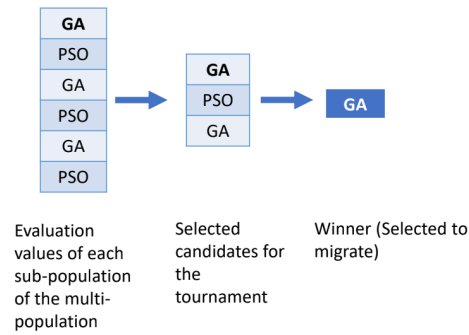 GA
PSO
GA
PSO
GA
PSO
GA
PSO
GA
GA
Evaluation
values of each
sub-population
of the multi-
population
Selected
candidates for
the
tournament
Winner (Selected to
migrate)